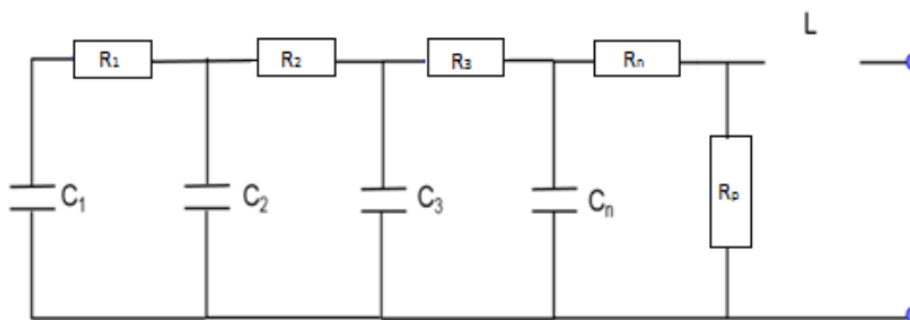 L
R₁ R₂ R₃ Rₙ
C₁ C₂ C₃ Cₙ Rₚ